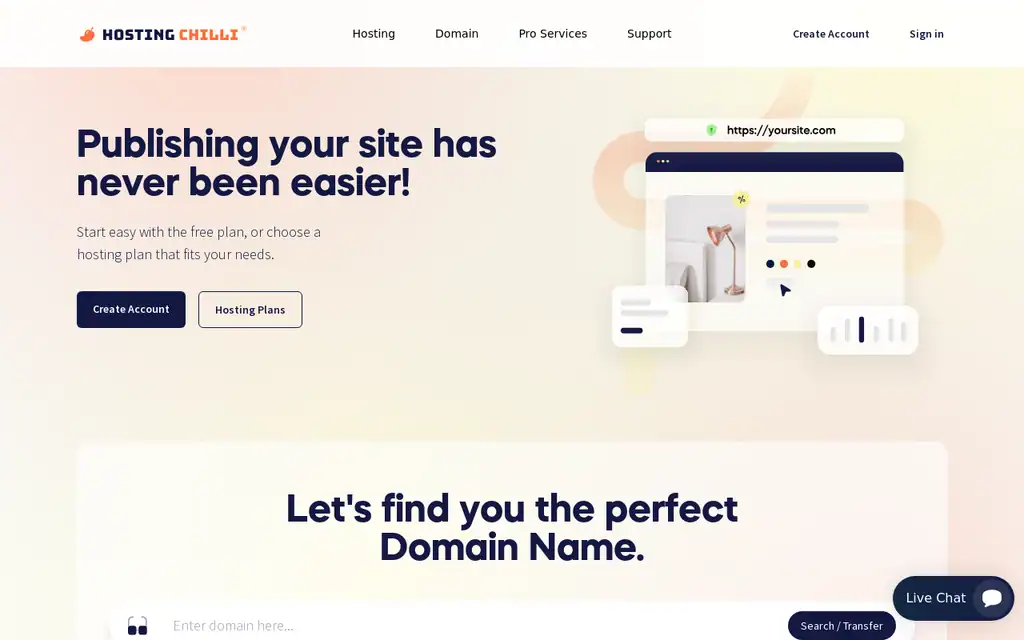 HOSTING CHILLI
Hosting
Domain
Pro Services
Support
Create Account
Sign in
Publishing your site has
never been easier!
Start easy with the free plan, or choose a
hosting plan that fits your needs.
Create Account
Hosting Plans
https://yoursite.com
%
Let's find you the perfect
Domain Name.
Enter domain here...
Search / Transfer
Live Chat